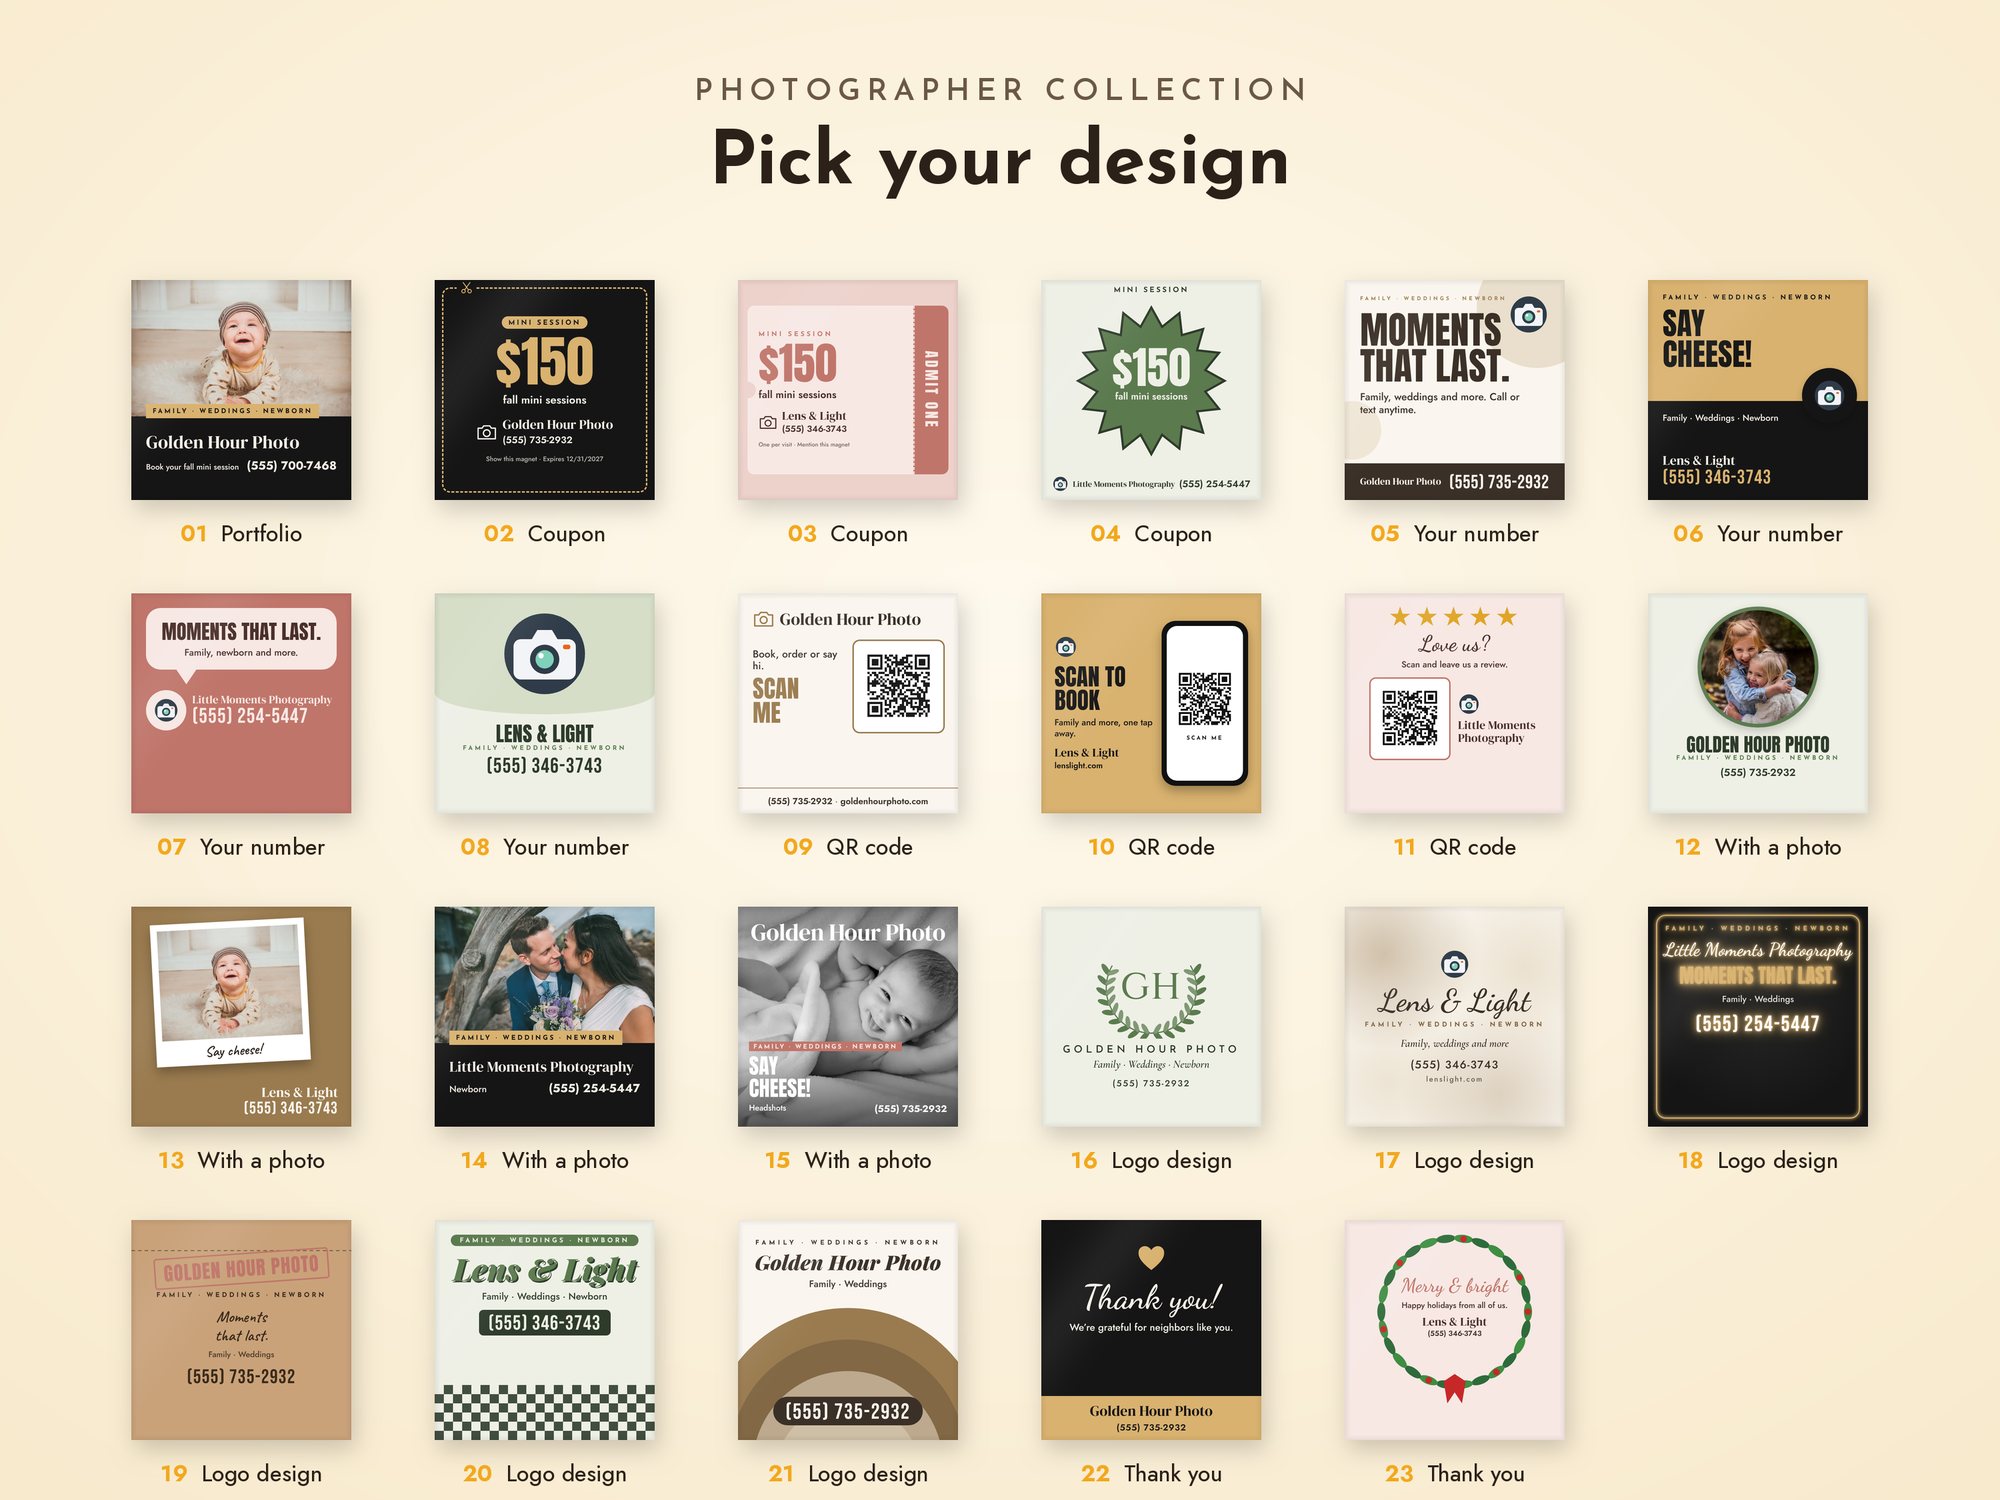 PHOTOGRAPHER COLLECTION
Pick your design
FAMILY · WEDDINGS · NEWBORN
Golden Hour Photo
Book your fall mini session (555) 700-7468
01 Portfolio
MINI SESSION
$150
fall mini sessions
Golden Hour Photo
(555) 735-2932
Show this magnet · Expires 12/31/2027
02 Coupon
MINI SESSION
$150
fall mini sessions
Lens & Light
(555) 346-3743
One per visit · Mention this magnet
ADMIT ONE
03 Coupon
MINI SESSION
$150
fall mini sessions
Little Moments Photography (555) 254-5447
04 Coupon
FAMILY · WEDDINGS · NEWBORN
MOMENTS
THAT LAST.
Family, weddings and more. Call or
text anytime.
Golden Hour Photo (555) 735-2932
05 Your number
FAMILY · WEDDINGS · NEWBORN
SAY
CHEESE!
Family · Weddings · Newborn
Lens & Light
(555) 346-3743
06 Your number
MOMENTS THAT LAST.
Family, newborn and more.
Little Moments Photography
(555) 254-5447
07 Your number
LENS & LIGHT
FAMILY · WEDDINGS · NEWBORN
(555) 346-3743
08 Your number
Golden Hour Photo
Book, order or say
hi.
SCAN
ME
(555) 735-2932 · goldenhourphoto.com
09 QR code
SCAN TO
BOOK
Family and more, one tap
away.
Lens & Light
lenslight.com
SCAN ME
10 QR code
Love us?
Scan and leave us a review.
Little Moments
Photography
11 QR code
GOLDEN HOUR PHOTO
FAMILY · WEDDINGS · NEWBORN
(555) 735-2932
12 With a photo
Say cheese!
Lens & Light
(555) 346-3743
13 With a photo
FAMILY · WEDDINGS · NEWBORN
Little Moments Photography
Newborn (555) 254-5447
14 With a photo
Golden Hour Photo
FAMILY · WEDDINGS · NEWBORN
SAY
CHEESE!
Headshots (555) 735-2932
15 With a photo
GH
GOLDEN HOUR PHOTO
Family · Weddings · Newborn
(555) 735-2932
16 Logo design
Lens & Light
FAMILY · WEDDINGS · NEWBORN
Family, weddings and more
(555) 346-3743
lenslight.com
17 Logo design
FAMILY · WEDDINGS · NEWBORN
Little Moments Photography
MOMENTS THAT LAST.
Family · Weddings
(555) 254-5447
18 Logo design
GOLDEN HOUR PHOTO
FAMILY · WEDDINGS · NEWBORN
Moments
that last.
Family · Weddings
(555) 735-2932
19 Logo design
FAMILY · WEDDINGS · NEWBORN
Lens & Light
Family · Weddings · Newborn
(555) 346-3743
20 Logo design
FAMILY · WEDDINGS · NEWBORN
Golden Hour Photo
Family · Weddings
(555) 735-2932
21 Logo design
Thank you!
We're grateful for neighbors like you.
Golden Hour Photo
(555) 735-2932
22 Thank you
Merry & bright
Happy holidays from all of us.
Lens & Light
(555) 346-3743
23 Thank you